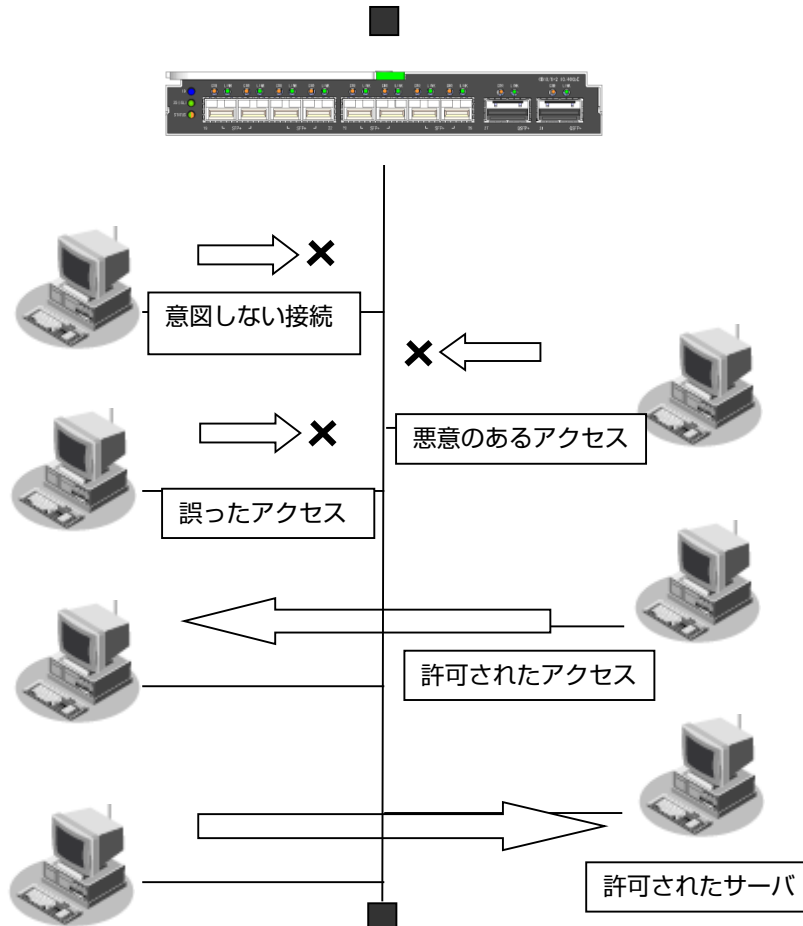 意図しない接続
悪意のあるアクセス
誤ったアクセス
許可されたアクセス
許可されたサーバ